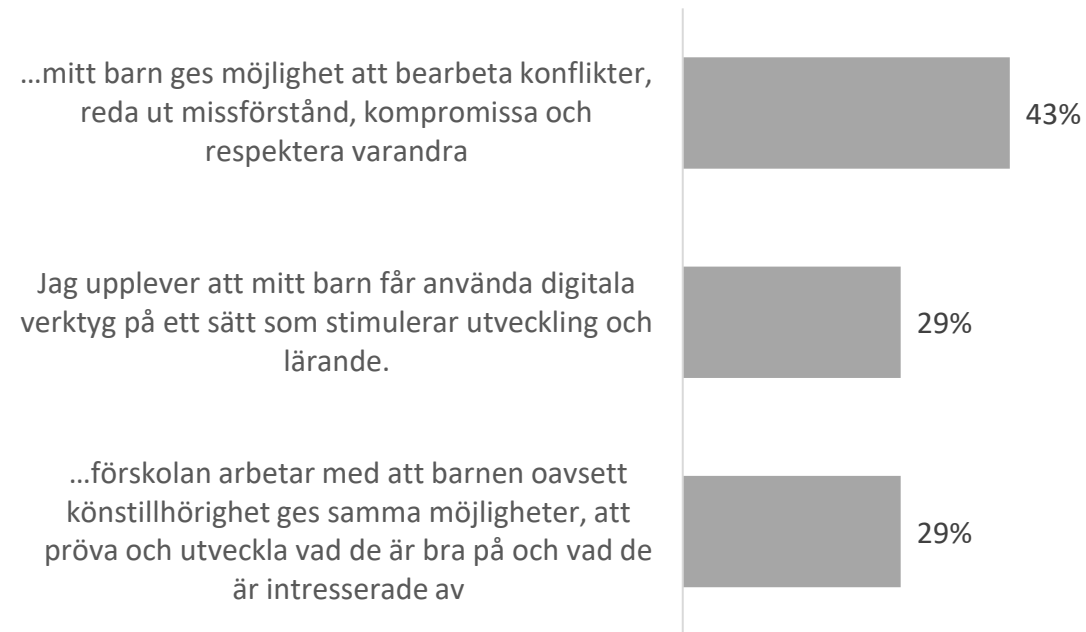 ...mitt barn ges möjlighet att bearbeta konflikter,
reda ut missförstånd, kompromissa och
respektera varandra
43%
Jag upplever att mitt barn får använda digitala
verktyg på ett sätt som stimulerar utveckling och
lärande.
29%
...förskolan arbetar med att barnen oavsett
könstillhörighet ges samma möjligheter, att
pröva och utveckla vad de är bra på och vad de
är intresserade av
29%